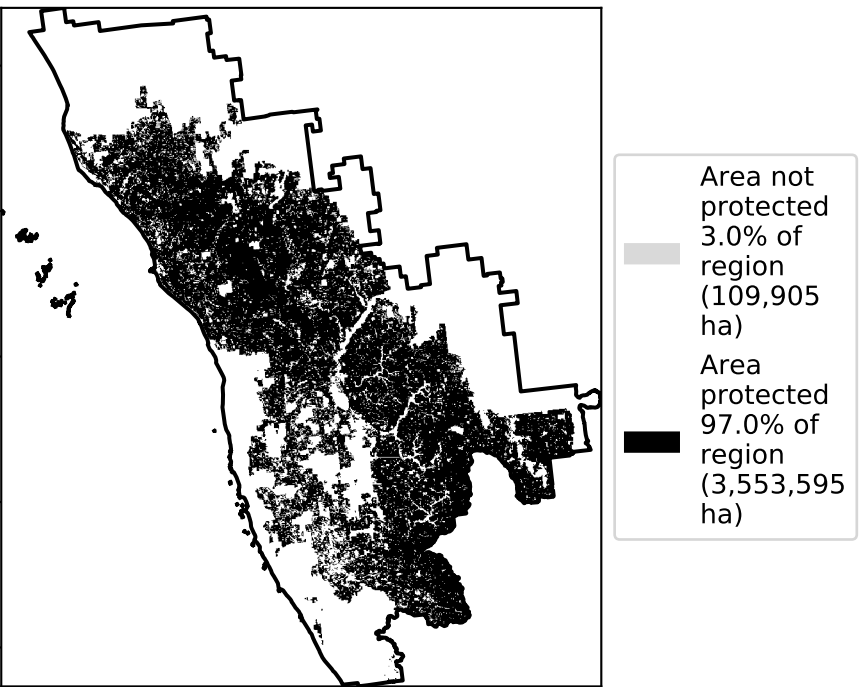 Area not
protected
3.0% of
region
(109,905
ha)
Area
protected
97.0% of
region
(3,553,595
ha)